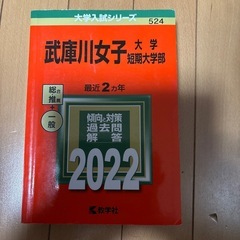 大学入試シリーズ
524
武庫川女子 大学
短期大学部
最近2カ年
総合
推薦
+
一般
傾向と対策
過去問
解答
2022
教学社